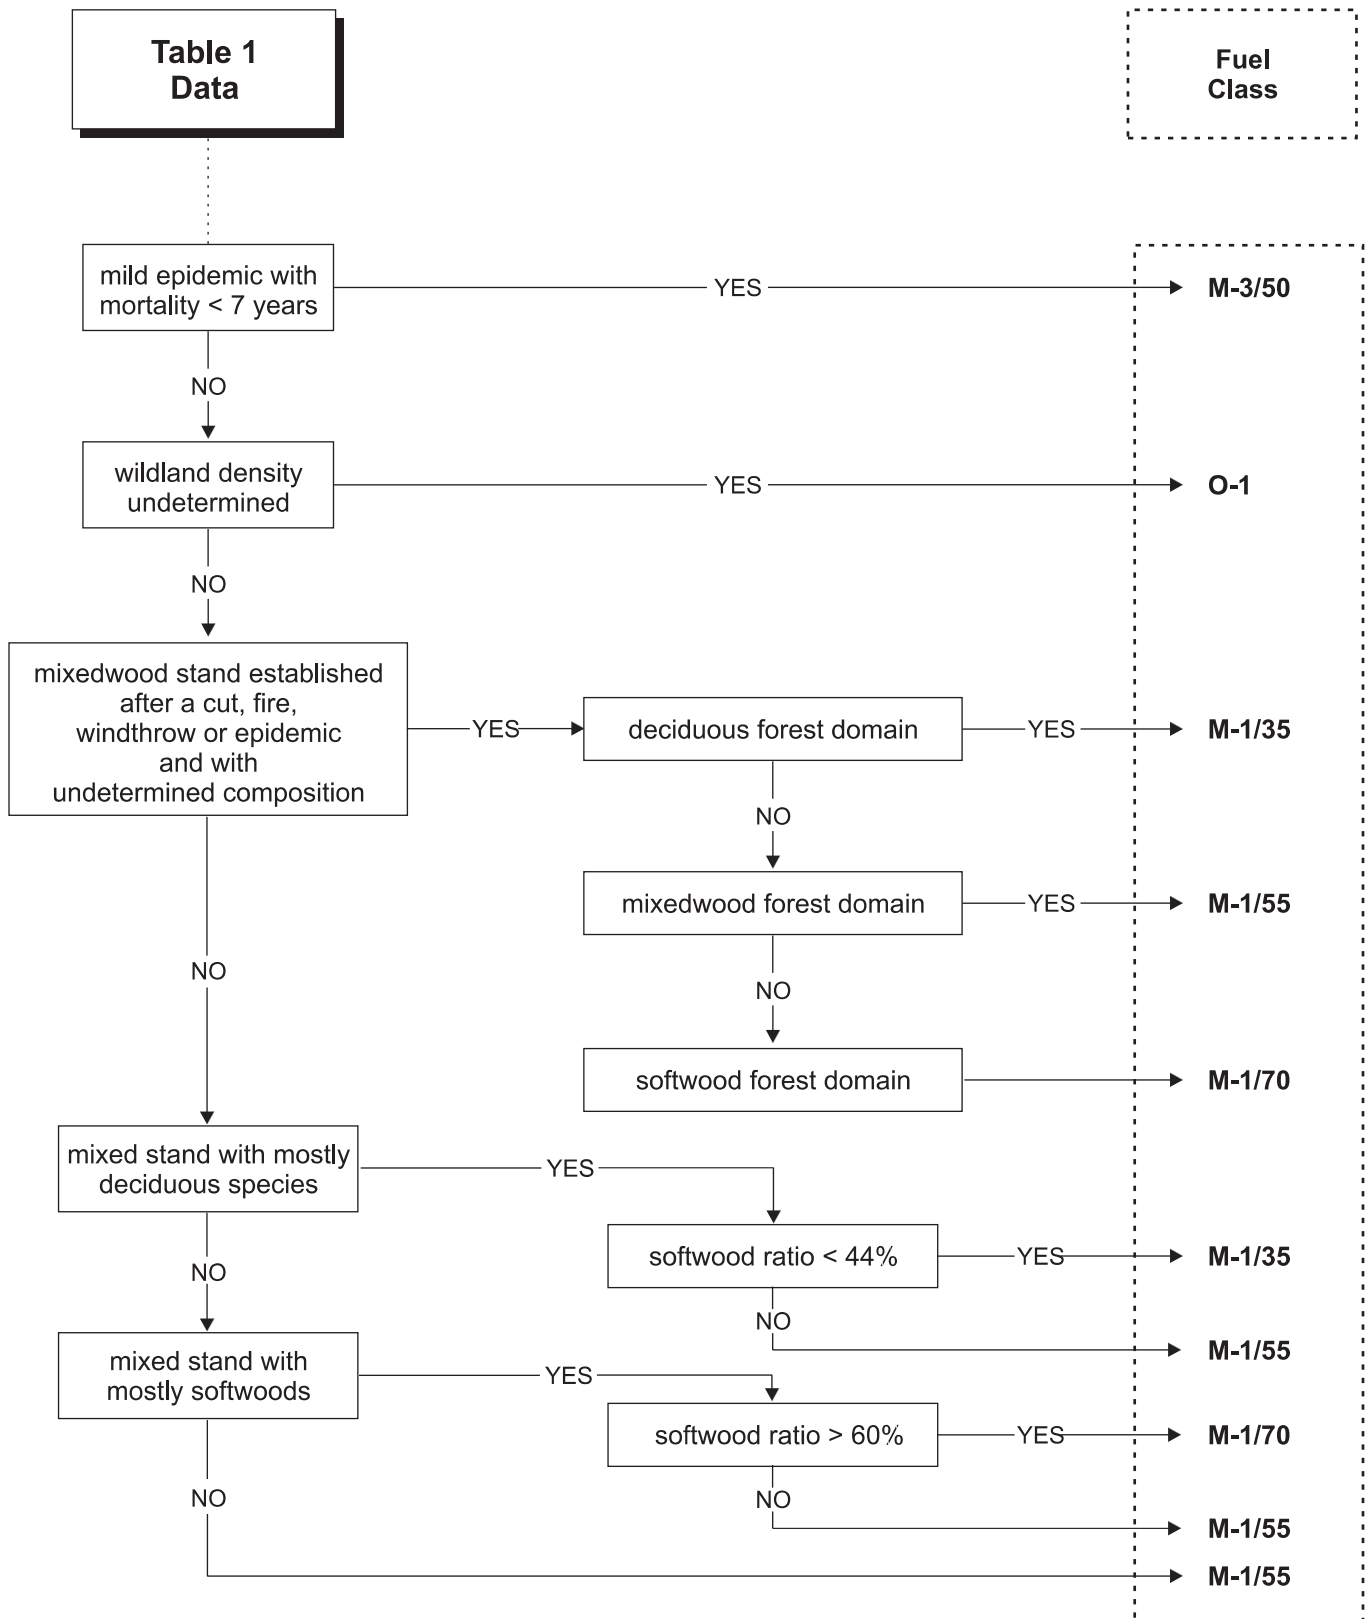 Table 1
Data
Fuel
Class
mild epidemic with
mortality < 7 years
YES
M-3/50
NO
wildland density
undetermined
YES
O-1
NO
mixedwood stand established
after a cut, fire,
windthrow or epidemic
and with
undetermined composition
YES
deciduous forest domain
YES
M-1/35
NO
mixedwood forest domain
YES
M-1/55
NO
NO
softwood forest domain
M-1/70
mixed stand with mostly
deciduous species
YES
softwood ratio < 44%
YES
M-1/35
NO
NO
M-1/55
mixed stand with
mostly softwoods
YES
softwood ratio > 60%
YES
M-1/70
NO
NO
M-1/55
M-1/55